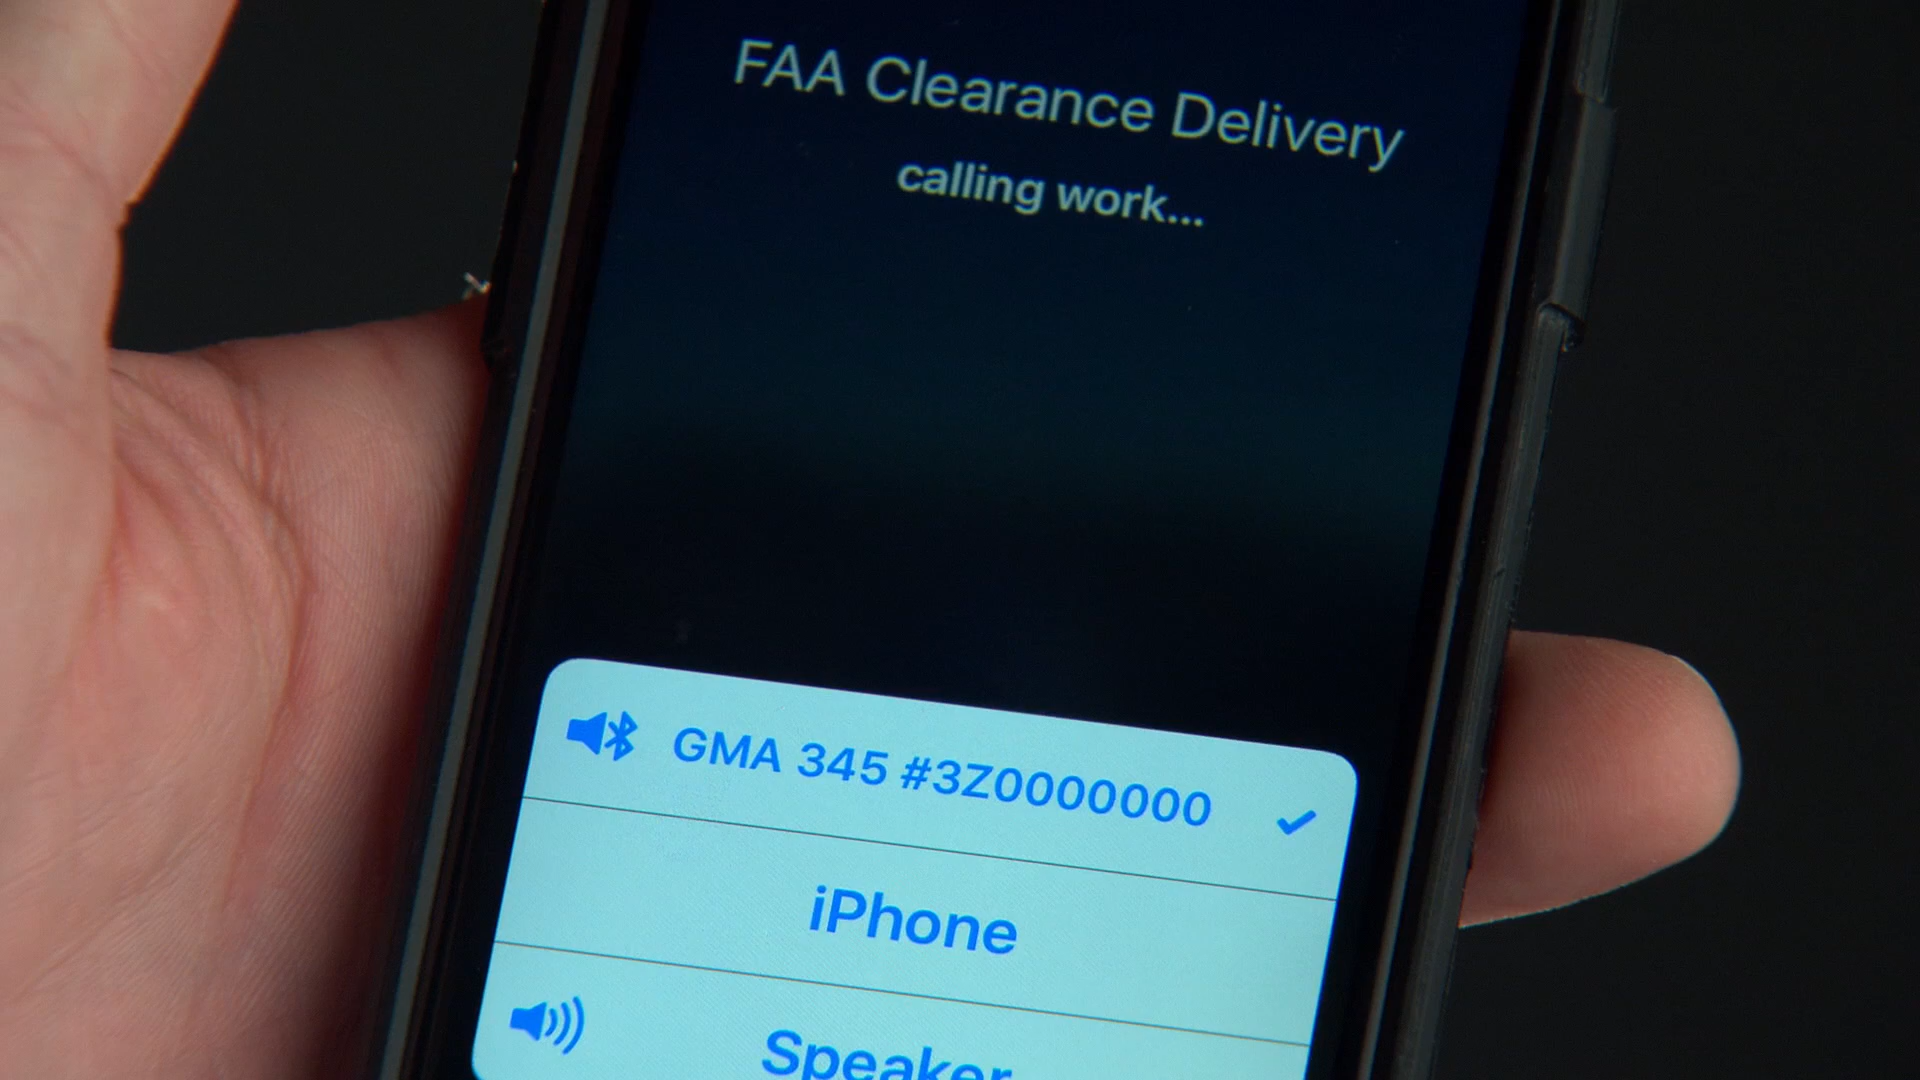 FAA Clearance Delivery
calling work...
GMA 345 #3Z0000000
iPhone
Speaker